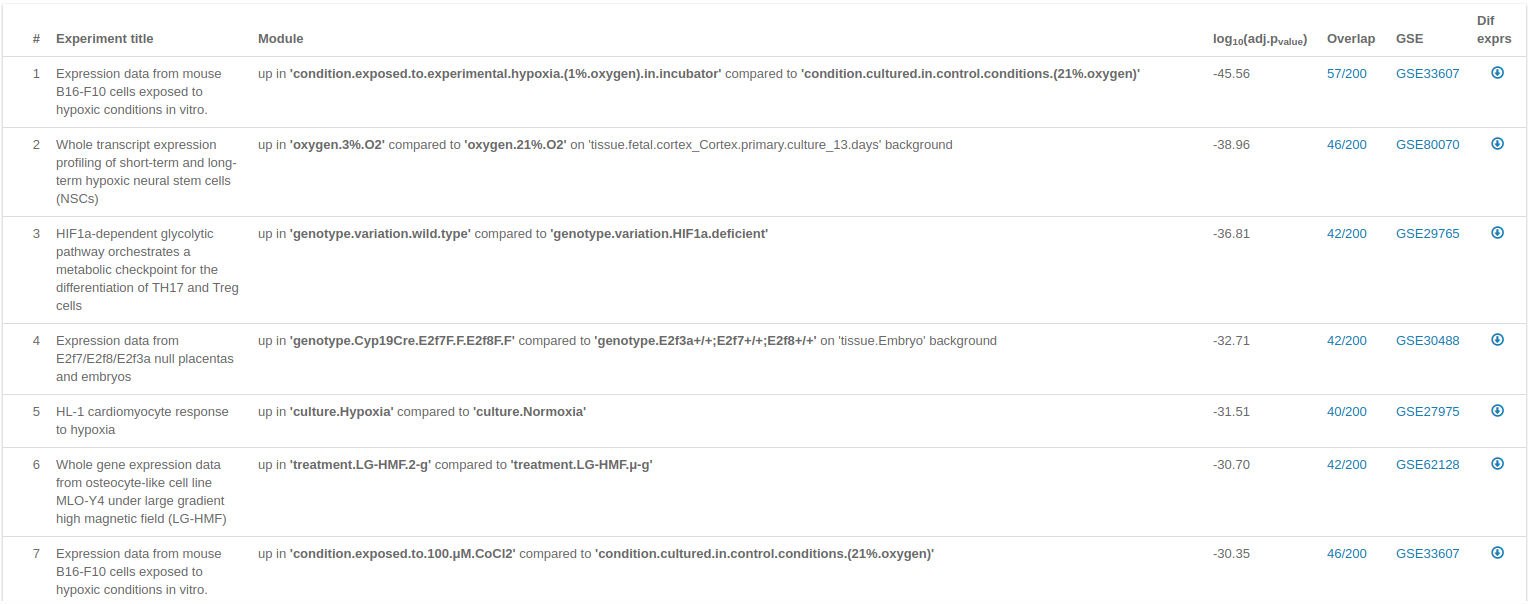 # Experiment title Module log10(adj.pvalue) Overlap GSE Dif exprs
1 Expression data from mouse up in 'condition.exposed.to.experimental.hypoxia.(1%.oxygen).in.incubator' compared to 'condition.cultured.in.control.conditions.(21%.oxygen)' -45.56 57/200 GSE33607
B16-F10 cells exposed to
hypoxic conditions in vitro.
2 Whole transcript expression up in 'oxygen.3%.O2' compared to 'oxygen.21%.O2' on 'tissue.fetal.cortex_Cortex.primary.culture_13.days' background -38.96 46/200 GSE80070
profiling of short-term and long-
term hypoxic neural stem cells
(NSCs)
3 HIF1a-dependent glycolytic up in 'genotype.variation.wild.type' compared to 'genotype.variation.HIF1a.deficient' -36.81 42/200 GSE29765
pathway orchestrates a
metabolic checkpoint for the
differentiation of TH17 and Treg
cells
4 Expression data from up in 'genotype.Cyp19Cre.E2f7F.F.E2f8F.F' compared to 'genotype.E2f3a+/+;E2f7+/+;E2f8+/+' on 'tissue.Embryo' background -32.71 42/200 GSE30488
E2f7/E2f8/E2f3a null placentas
and embryos
5 HL-1 cardiomyocyte response up in 'culture.Hypoxia' compared to 'culture.Normoxia' -31.51 40/200 GSE27975
to hypoxia
6 Whole gene expression data up in 'treatment.LG-HMF.2-g' compared to 'treatment.LG-HMF.μ-g' -30.70 42/200 GSE62128
from osteocyte-like cell line
MLO-Y4 under large gradient
high magnetic field (LG-HMF)
7 Expression data from mouse up in 'condition.exposed.to.100.μM.CoCl2' compared to 'condition.cultured.in.control.conditions.(21%.oxygen)' -30.35 46/200 GSE33607
B16-F10 cells exposed to
hypoxic conditions in vitro.